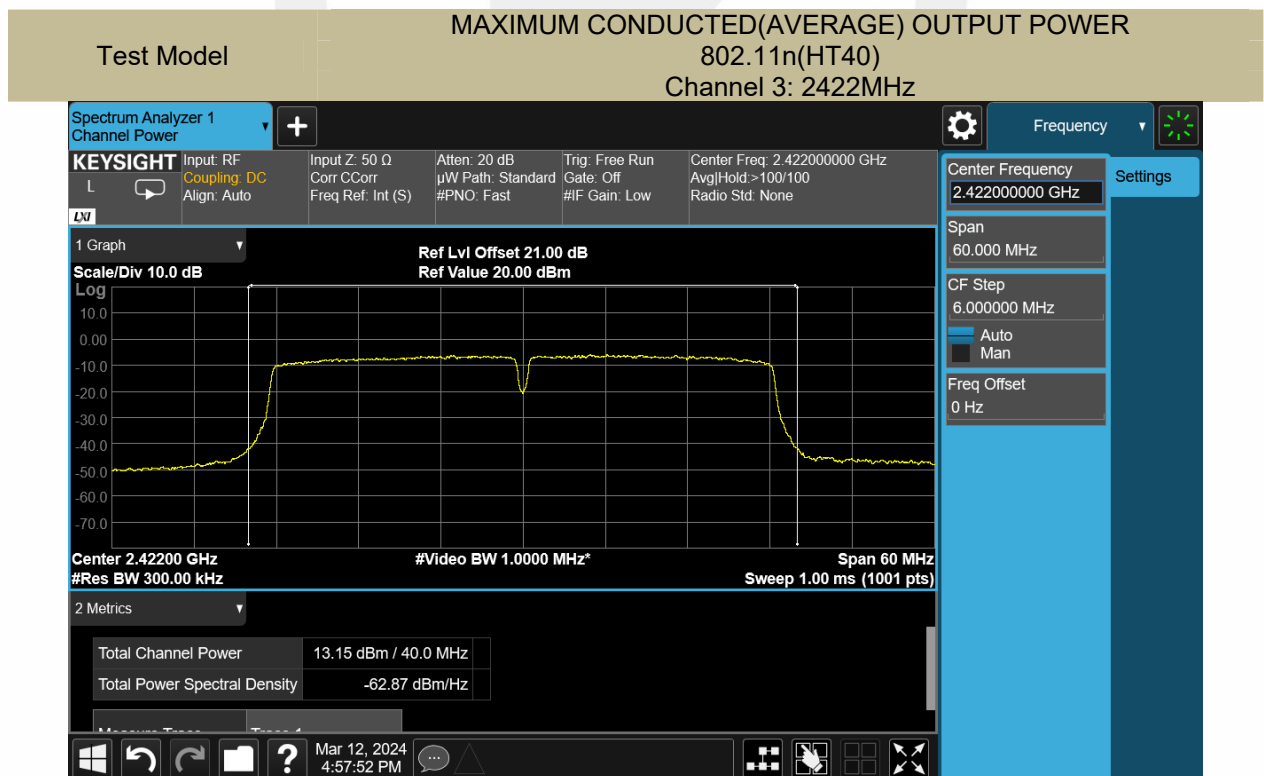 MAXIMUM CONDUCTED(AVERAGE) OUTPUT POWER
Test Model
802.11n(HT40)
Channel 3: 2422MHz
Spectrum Analyzer 1
Channel Power
Frequency
KEYSIGHT
L
LXI
Input: RF
Coupling: DC
Align: Auto
Input Z: 50 Ω
Corr CCorr
Freq Ref: Int (S)
Atten: 20 dB
µW Path: Standard
#PNO: Fast
Trig: Free Run
Gate: Off
#IF Gain: Low
Center Freq: 2.422000000 GHz
Avg|Hold:>100/100
Radio Std: None
Center Frequency
2.422000000 GHz
Settings
Span
60.000 MHz
CF Step
6.000000 MHz
Auto
Man
Freq Offset
0 Hz
1 Graph
Scale/Div 10.0 dB
Ref Lvl Offset 21.00 dB
Ref Value 20.00 dBm
Log
10.0
0.00
-10.0
-20.0
-30.0
-40.0
-50.0
-60.0
-70.0
Center 2.42200 GHz
#Video BW 1.0000 MHz*
Span 60 MHz
#Res BW 300.00 kHz
Sweep 1.00 ms (1001 pts)
2 Metrics
Total Channel Power 13.15 dBm / 40.0 MHz
Total Power Spectral Density -62.87 dBm/Hz
Measure Trace Trace 1
?
Mar 12, 2024
4:57:52 PM